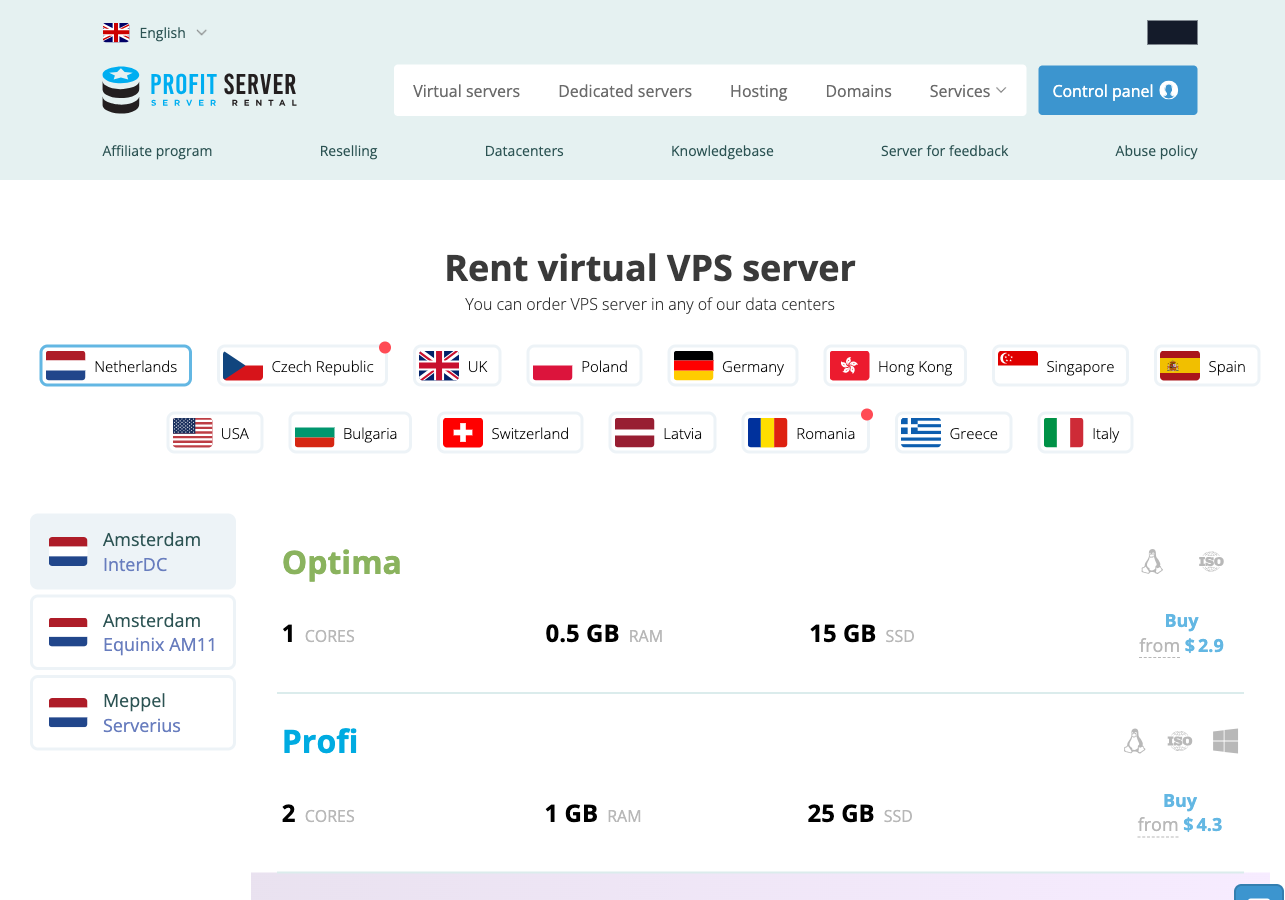 English
PROFIT SERVER
SERVER RENTAL
Virtual servers Dedicated servers Hosting Domains Services
Control panel
Affiliate program Reselling Datacenters Knowledgebase Server for feedback Abuse policy
Rent virtual VPS server
You can order VPS server in any of our data centers
Netherlands Czech Republic UK Poland Germany Hong Kong Singapore Spain
USA Bulgaria Switzerland Latvia Romania Greece Italy
Amsterdam
InterDC
Amsterdam
Equinix AM11
Meppel
Serverius
Optima
ISO
1 CORES 0.5 GB RAM 15 GB SSD
Buy
from $ 2.9
Profi
ISO
2 CORES 1 GB RAM 25 GB SSD
Buy
from $ 4.3